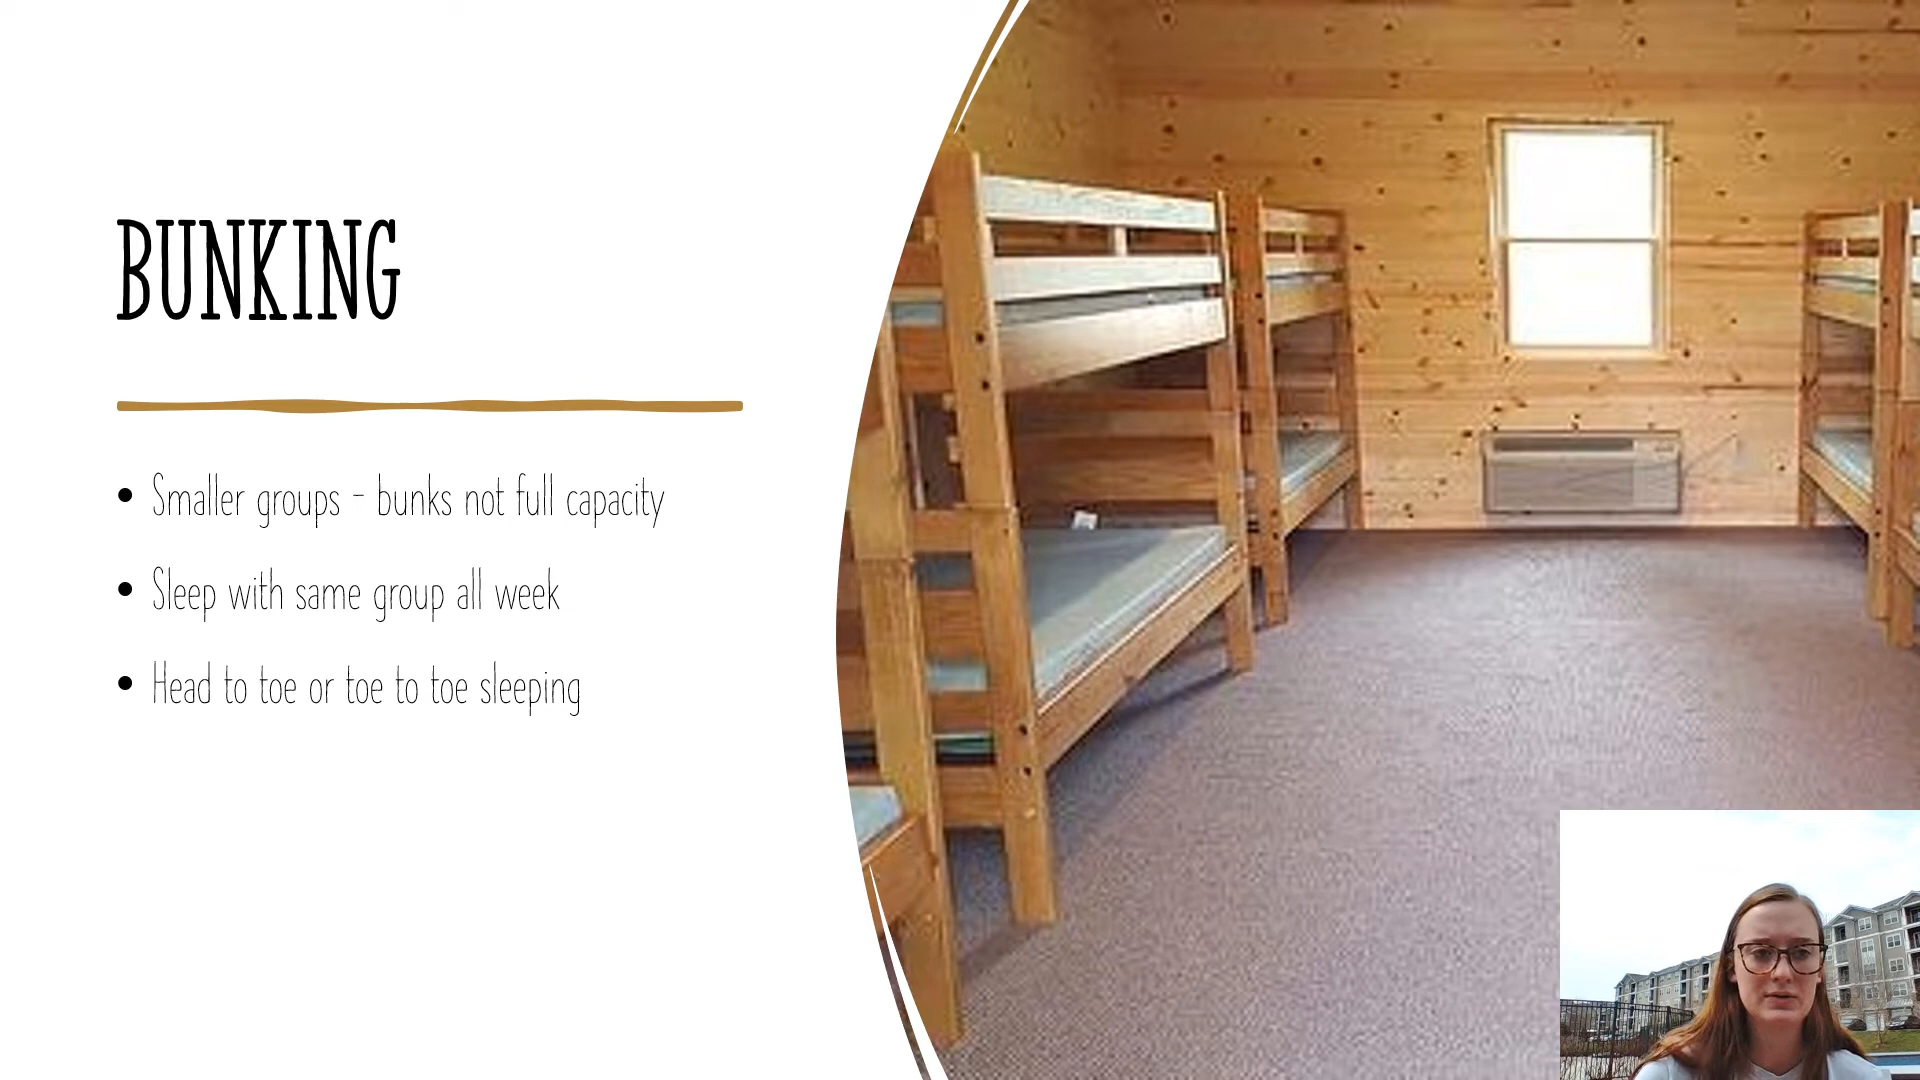 BUNKING
• Smaller groups - bunks not full capacity
• Sleep with same group all week
• Head to toe or toe to toe sleeping